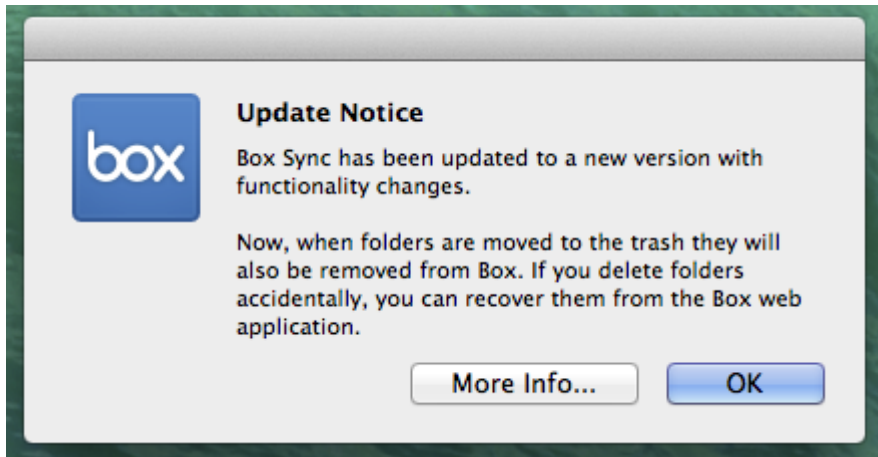 box
Update Notice
Box Sync has been updated to a new version with
functionality changes.
Now, when folders are moved to the trash they will
also be removed from Box. If you delete folders
accidentally, you can recover them from the Box web
application.
More Info... OK